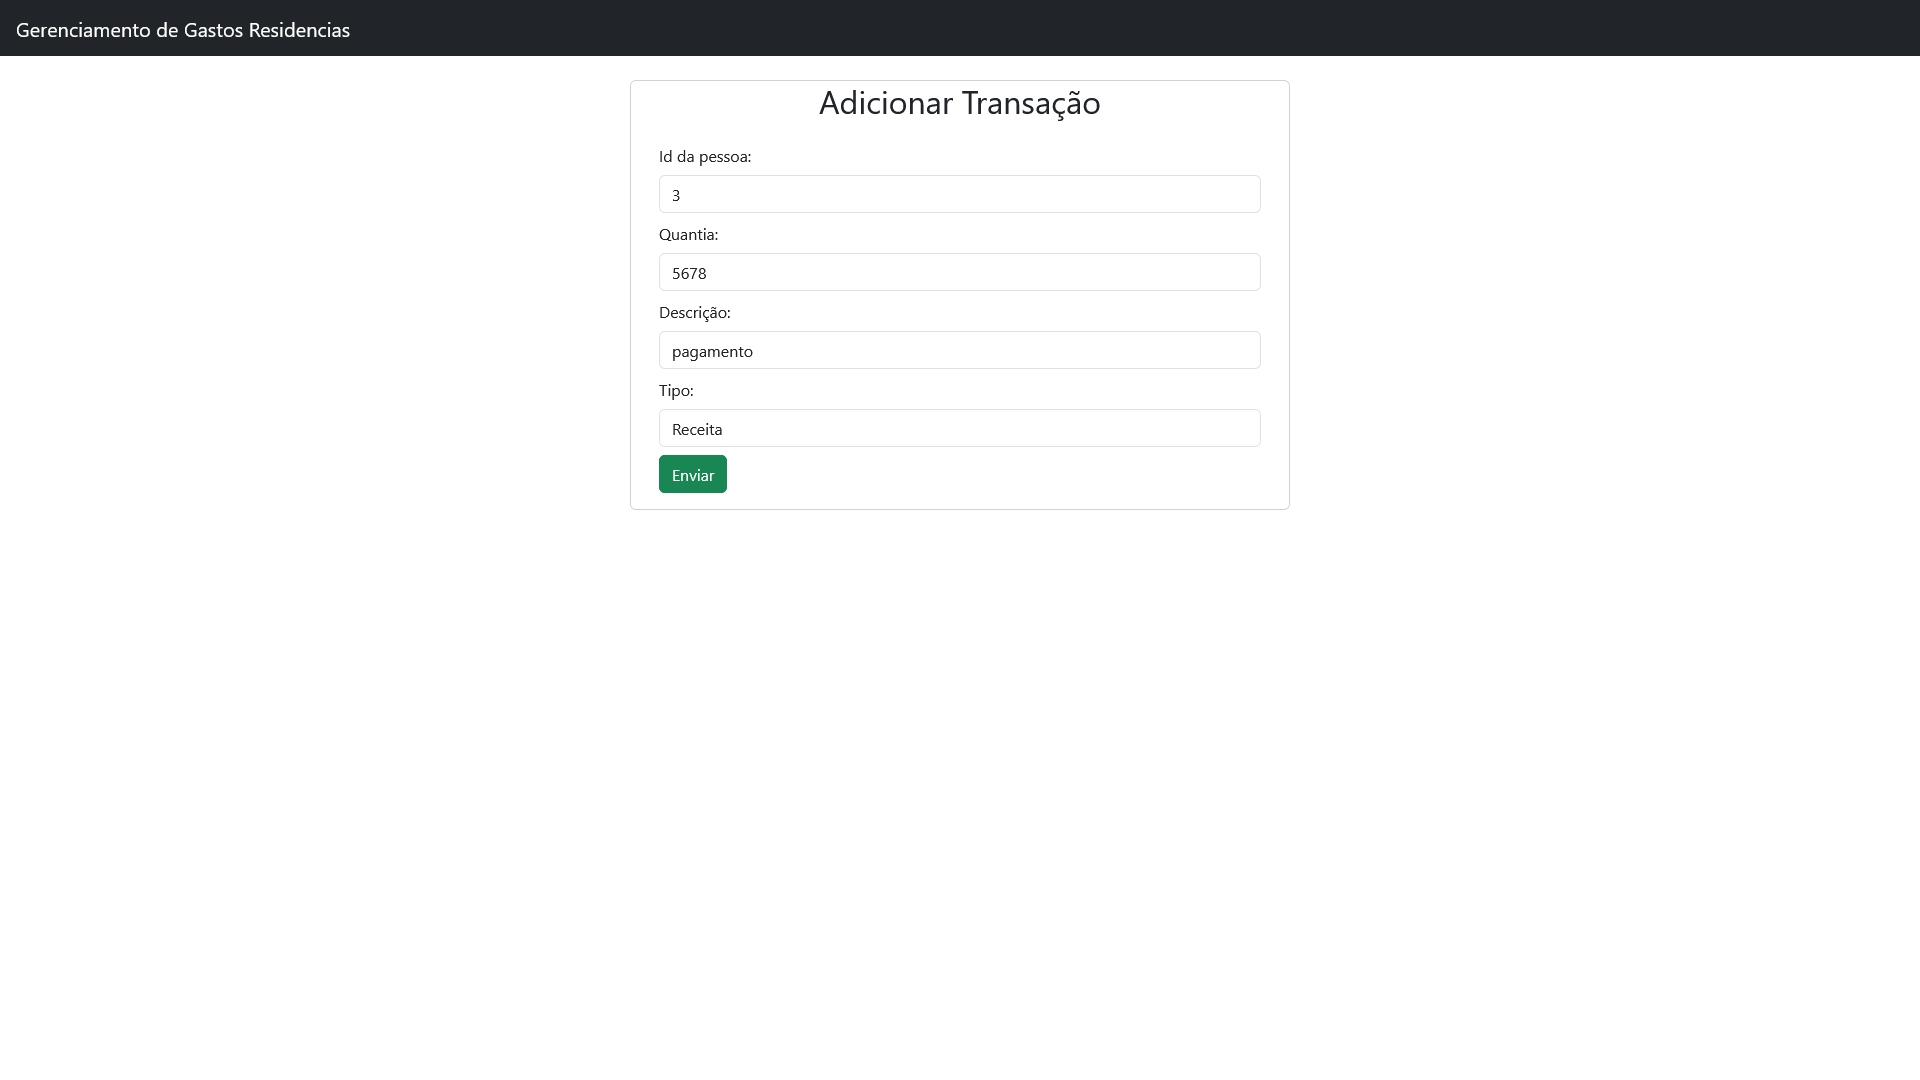 Gerenciamento de Gastos Residencias
Adicionar Transação
Id da pessoa:
3
Quantia:
5678
Descrição:
pagamento
Tipo:
Receita
Enviar